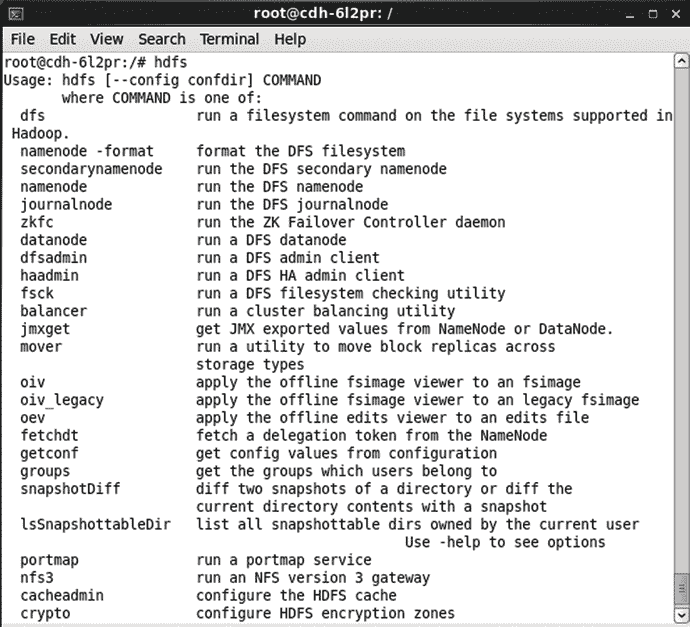 root@cdh-6l2pr: /
File Edit View Search Terminal Help
root@cdh-6l2pr:/# hdfs
Usage: hdfs [--config confdir] COMMAND
       where COMMAND is one of:
  dfs                  run a filesystem command on the file systems supported in
 Hadoop.
  namenode -format     format the DFS filesystem
  secondarynamenode    run the DFS secondary namenode
  namenode             run the DFS namenode
  journalnode          run the DFS journalnode
  zkfc                 run the ZK Failover Controller daemon
  datanode             run a DFS datanode
  dfsadmin             run a DFS admin client
  haadmin              run a DFS HA admin client
  fsck                 run a DFS filesystem checking utility
  balancer             run a cluster balancing utility
  jmxget               get JMX exported values from NameNode or DataNode.
  mover                run a utility to move block replicas across
                       storage types
  oiv                  apply the offline fsimage viewer to an fsimage
  oiv_legacy           apply the offline fsimage viewer to an legacy fsimage
  oev                  apply the offline edits viewer to an edits file
  fetchdt              fetch a delegation token from the NameNode
  getconf              get config values from configuration
  groups               get the groups which users belong to
  snapshotDiff         diff two snapshots of a directory or diff the
                       current directory contents with a snapshot
  lsSnapshottableDir   list all snapshottable dirs owned by the current user
                                                Use -help to see options
  portmap              run a portmap service
  nfs3                 run an NFS version 3 gateway
  cacheadmin           configure the HDFS cache
  crypto               configure HDFS encryption zones